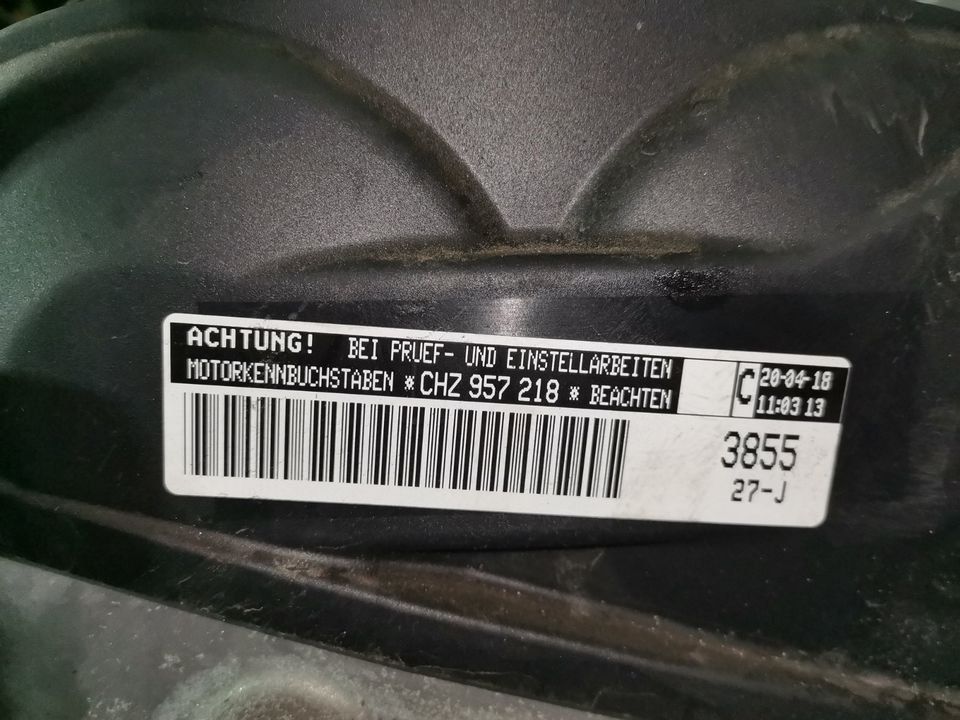 ACHTUNG! BEI PRUEF- UND EINSTELLARBEITEN
MOTORKENNBUCHSTABEN * CHZ 957 218 * BEACHTEN
C
20-04-18
11:03 13
3855
27-J